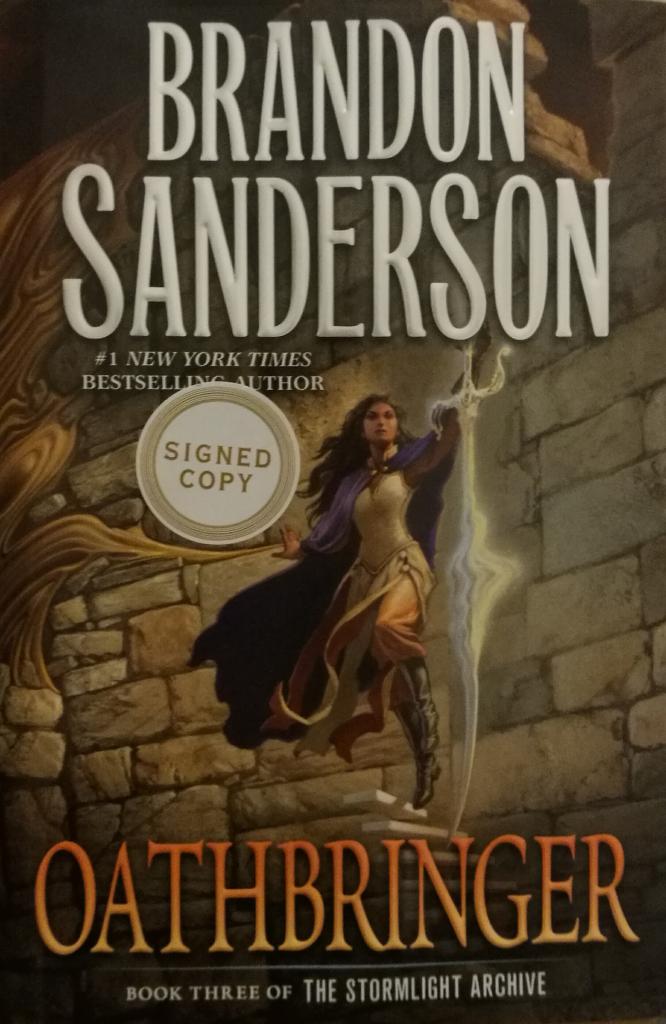 BRANDON
SANDERSON
#1 NEW YORK TIMES
BESTSELLING AUTHOR
SIGNED
COPY
OATHBRINGER
BOOK THREE OF THE STORMLIGHT ARCHIVE